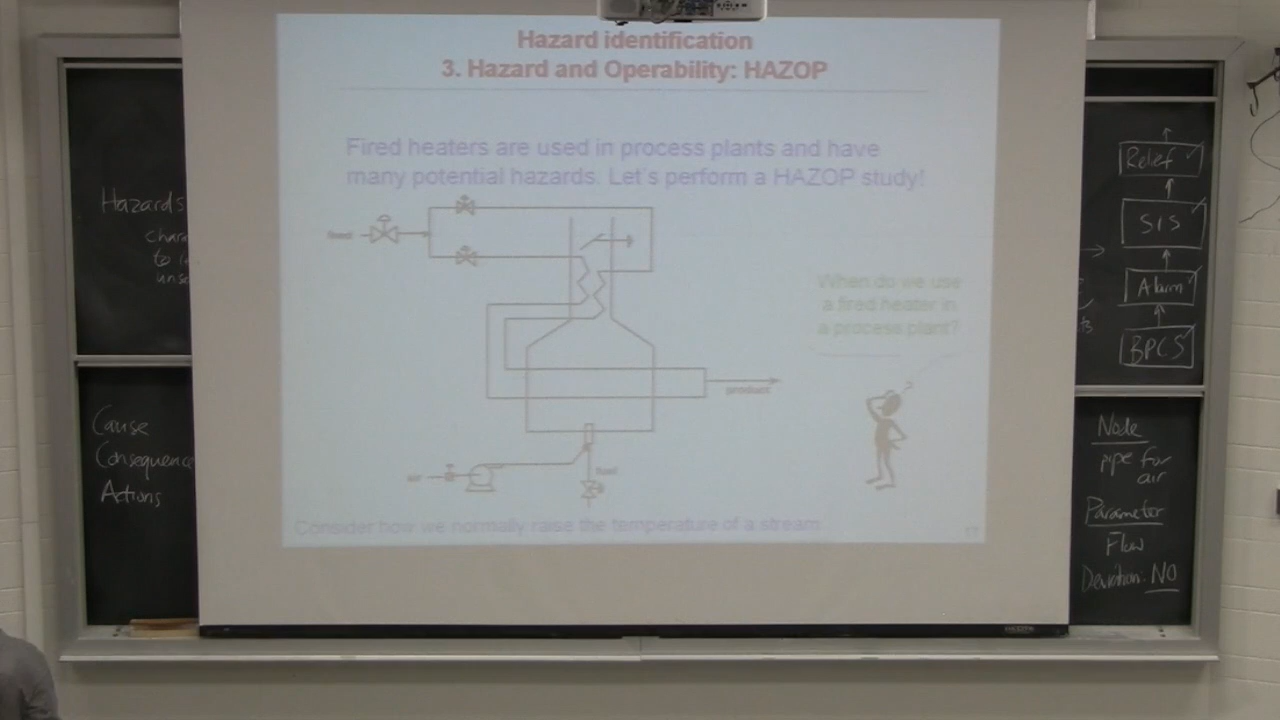 Hazard identification
3. Hazard and Operability: HAZOP
Fired heaters are used in process plants and have
many potential hazards. Let's perform a HAZOP study!
feed
When do we use
a fired heater in
a process plant?
product
air
fuel
Consider how we normally raise the temperature of a stream
Hazards
Cause
Consequence
Actions
Relief
SIS
Alarm
BPCS
Node
pipe for
air
Parameter
Flow
Deviation: NO